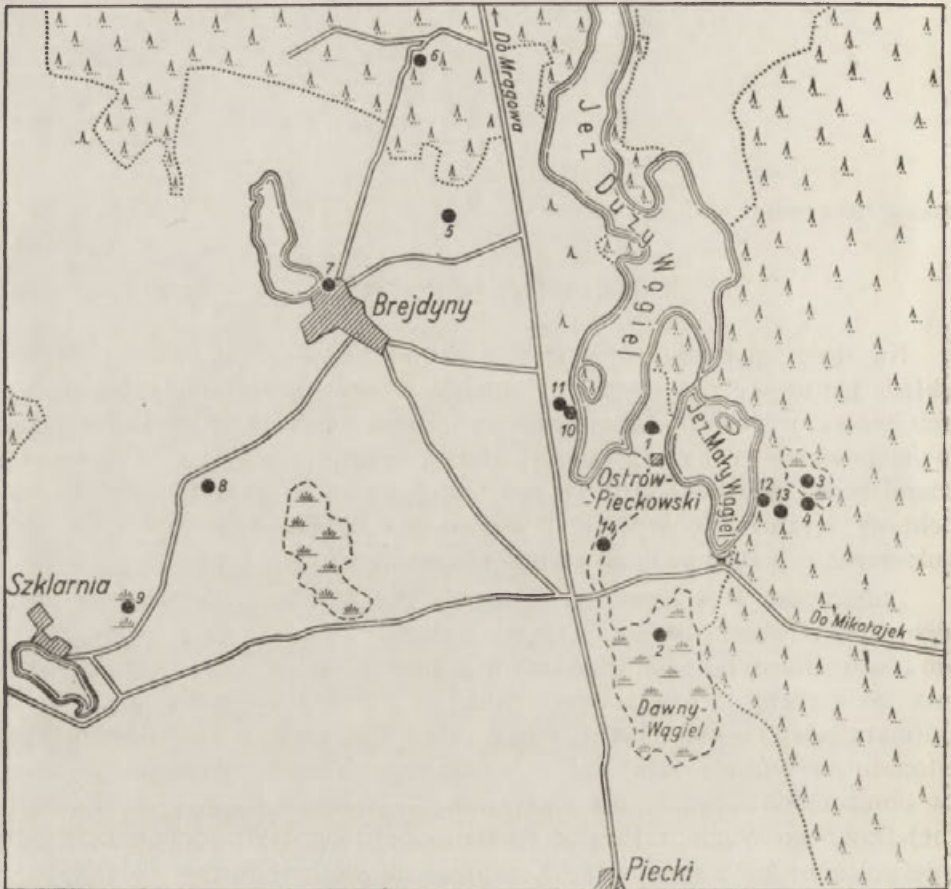 Do Mrągowa
6
Jez Duży Wągiel
5
7
Brejdyny
11
10
1
Jez Mały Wągiel
8
Ostrów-
-Pieckowski
12
13
3
4
14
Szklarnia
9
Do Mikołajek
2
Dawny-
-Wągiel
Piecki